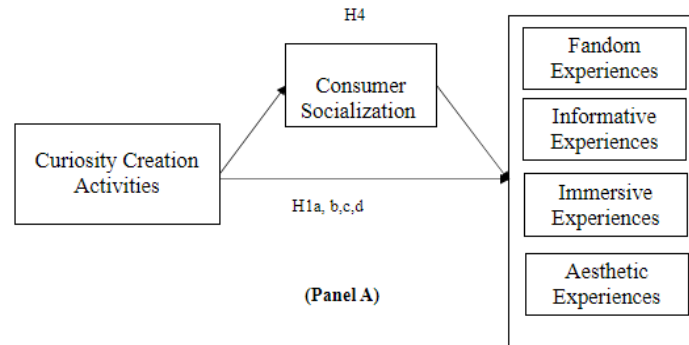 H4
Consumer
Socialization
Curiosity Creation
Activities
H1a, b,c,d
(Panel A)
Fandom
Experiences
Informative
Experiences
Immersive
Experiences
Aesthetic
Experiences